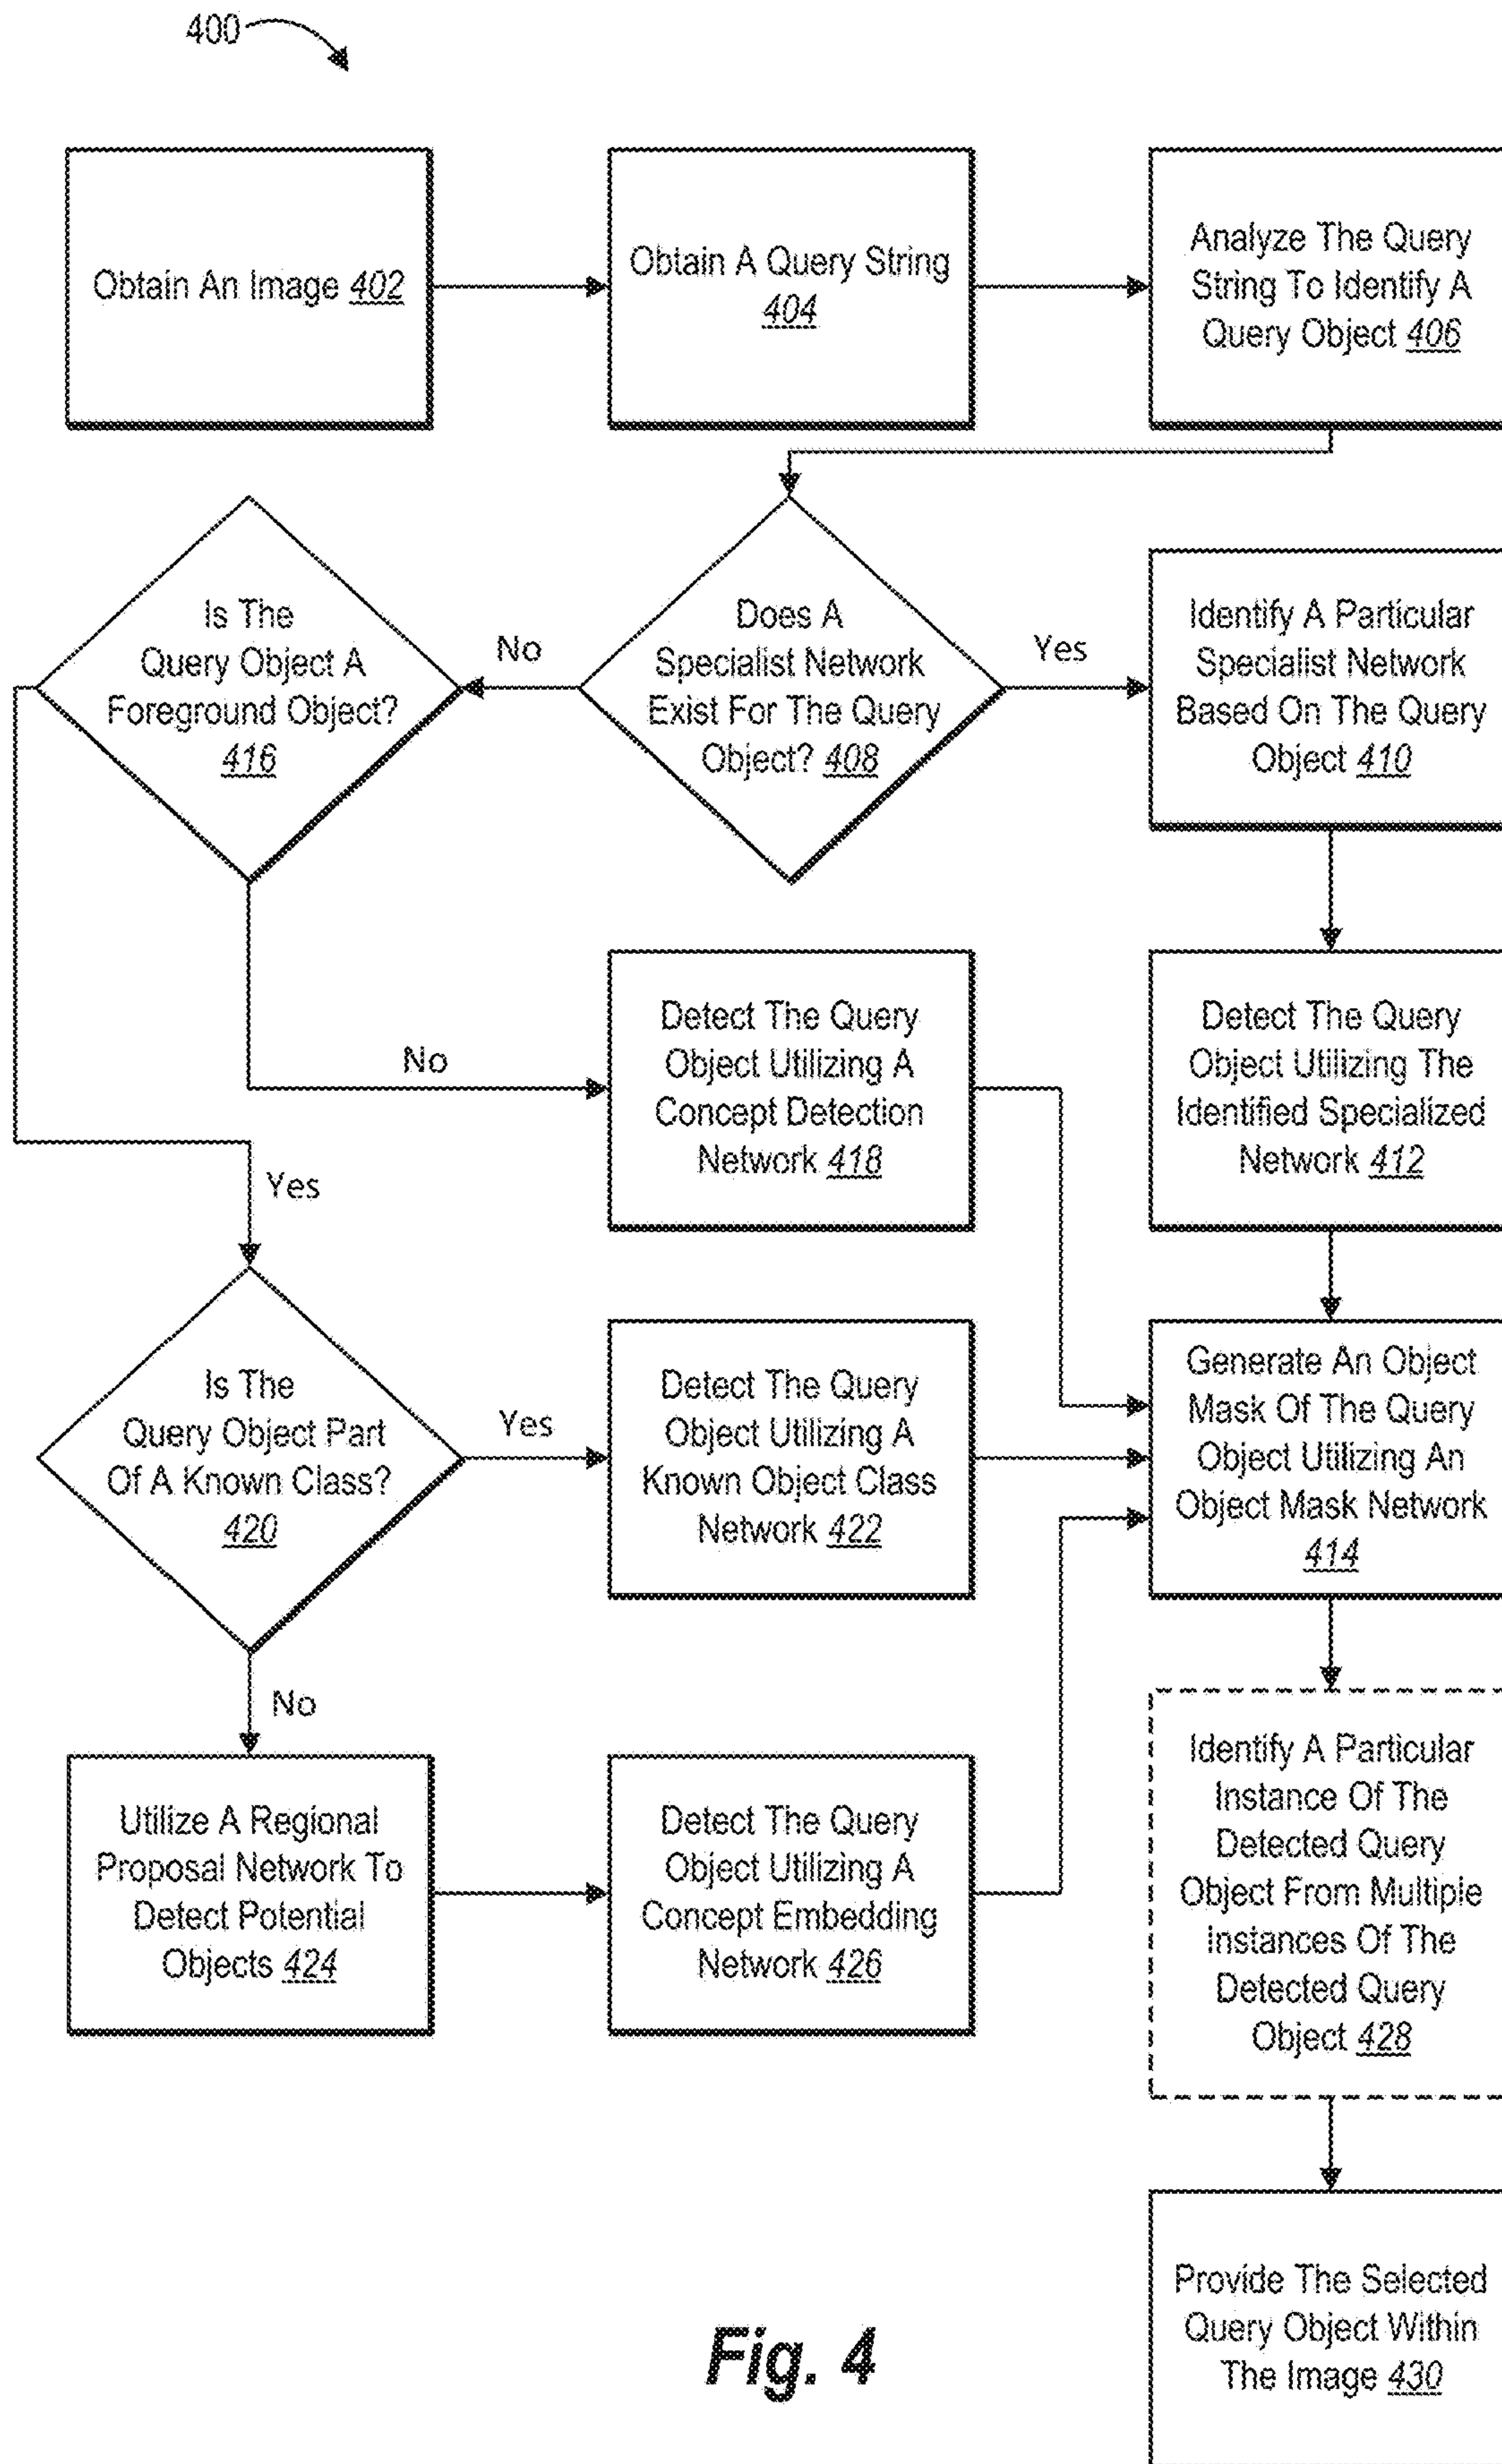 400
Obtain An Image 402
Obtain A Query String
404
Analyze The Query
String To Identify A
Query Object 406
Is The
Query Object A
Foreground Object?
416
No
Does A
Specialist Network
Exist For The Query
Object? 408
Yes
Identify A Particular
Specialist Network
Based On The Query
Object 410
No
Detect The Query
Object Utilizing A
Concept Detection
Network 418
Detect The Query
Object Utilizing The
Identified Specialized
Network 412
Yes
Is The
Query Object Part
Of A Known Class?
420
Yes
Detect The Query
Object Utilizing A
Known Object Class
Network 422
Generate An Object
Mask Of The Query
Object Utilizing An
Object Mask Network
414
No
Utilize A Regional
Proposal Network To
Detect Potential
Objects 424
Detect The Query
Object Utilizing A
Concept Embedding
Network 426
Identify A Particular
Instance Of The
Detected Query
Object From Multiple
Instances Of The
Detected Query
Object 428
Provide The Selected
Query Object Within
The Image 430
Fig. 4